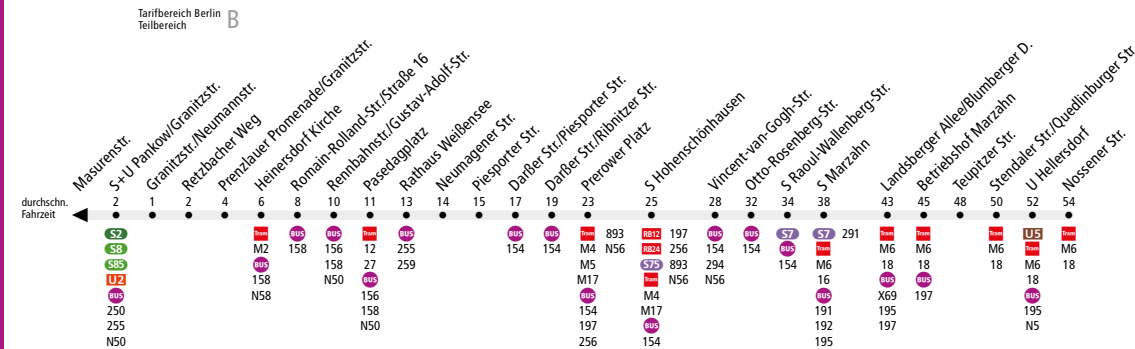 Tarifbereich Berlin
Teilbereich B
Masurenstr.
S+U Pankow/Granitzstr.
Granitzstr./Neumannstr.
Retzbacher Weg
Prenzlauer Promenade/Granitzstr.
Heinersdorf Kirche
Romain-Rolland-Str./Straße 16
Rennbahnstr./Gustav-Adolf-Str.
Pasedagplatz
Rathaus Weißensee
Neumagener Str.
Piesporter Str.
Darßer Str./Piesporter Str.
Darßer Str./Ribnitzer Str.
Prerower Platz
S Hohenschönhausen
Vincent-van-Gogh-Str.
Otto-Rosenberg-Str.
S Raoul-Wallenberg-Str.
S Marzahn
Landsberger Allee/Blumberger D.
Betriebshof Marzahn
Teupitzer Str.
Stendaler Str./Quedlinburger Str
U Hellersdorf
Nossener Str.
durchschn.
Fahrzeit
2 1 2 4 6 8 10 11 13 14 15 17 19 23 25 28 32 34 38 43 45 48 50 52 54
S2 Tram BUS BUS Tram BUS BUS BUS Tram 893 RB12 197 BUS BUS S7 S7 291 Tram Tram Tram U5 Tram
S8 M2 158 156 12 255 154 154 M4 N56 RB24 256 154 154 BUS Tram M6 M6 M6 Tram M6
S85 BUS 158 27 259 M5 S75 893 294 154 M6 18 18 18 M6 18
U2 158 N50 BUS M17 Tram N56 N56 16 BUS BUS 18
BUS N58 156 BUS M4 BUS X69 197 BUS
250 158 154 M17 191 195 195
255 N50 197 BUS 192 197 N5
N50 256 154 195